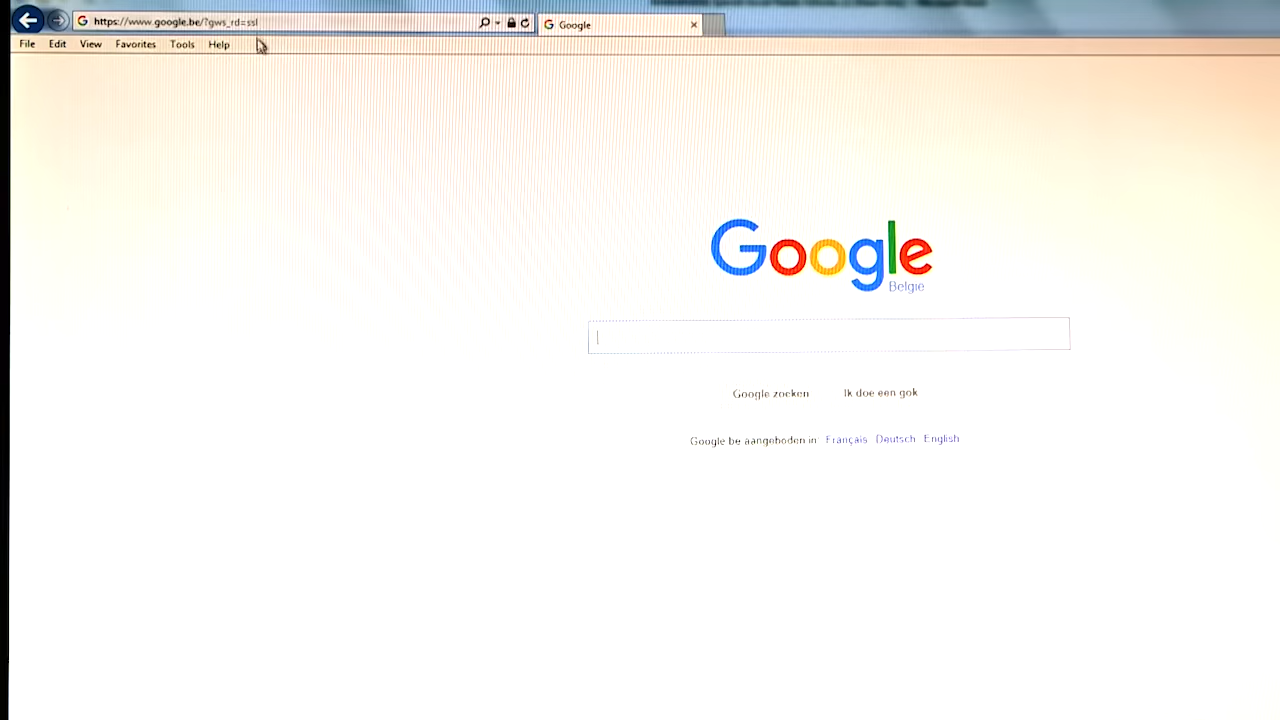 https://www.google.be/?gws_rd=ssl
Google
File Edit View Favorites Tools Help
Google
België
Google zoeken Ik doe een gok
Google be aangeboden in: Français Deutsch English